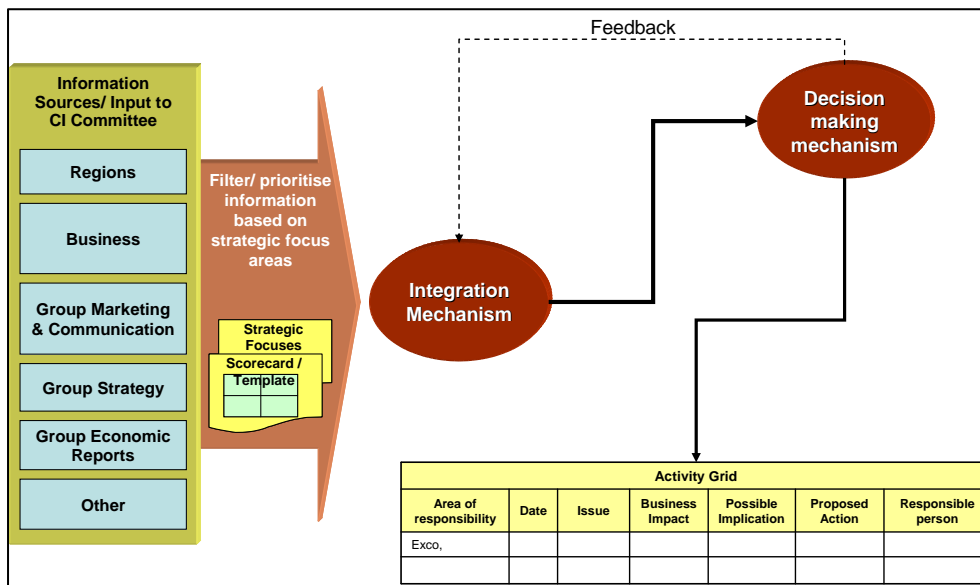 Feedback
Information
Sources/ Input to
CI Committee
Regions
Business
Group Marketing
& Communication
Group Strategy
Group Economic
Reports
Other
Filter/ prioritise
information
based on
strategic focus
areas
Strategic
Focuses
Scorecard /
Template
Integration
Mechanism
Decision
making
mechanism
Activity Grid
Area of
responsibility
Date
Issue
Business
Impact
Possible
Implication
Proposed
Action
Responsible
person
Exco,